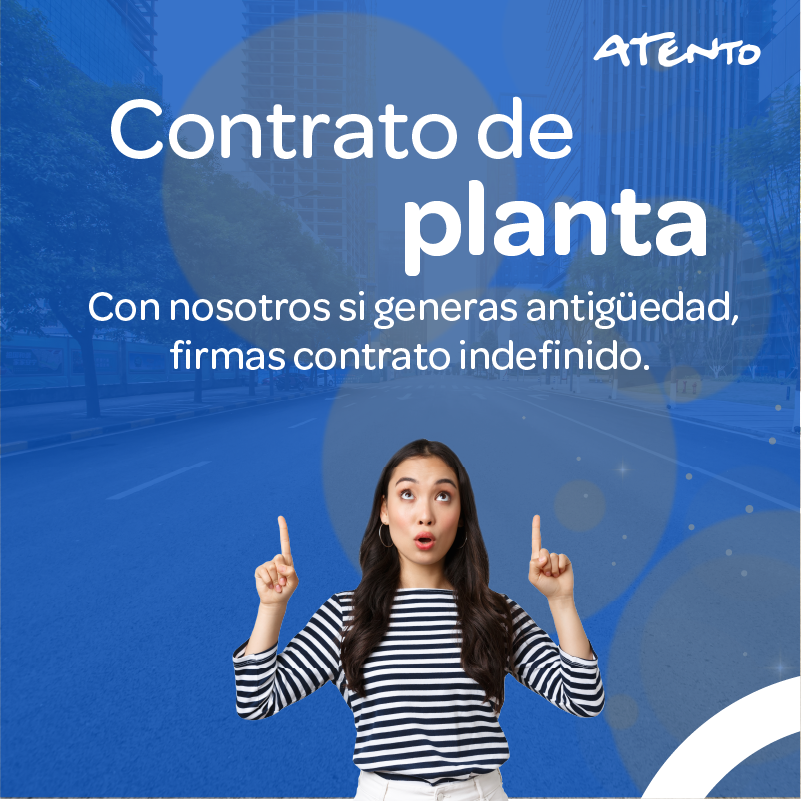 ATENTO
Contrato de
planta
Con nosotros si generas antigüedad,
firmas contrato indefinido.